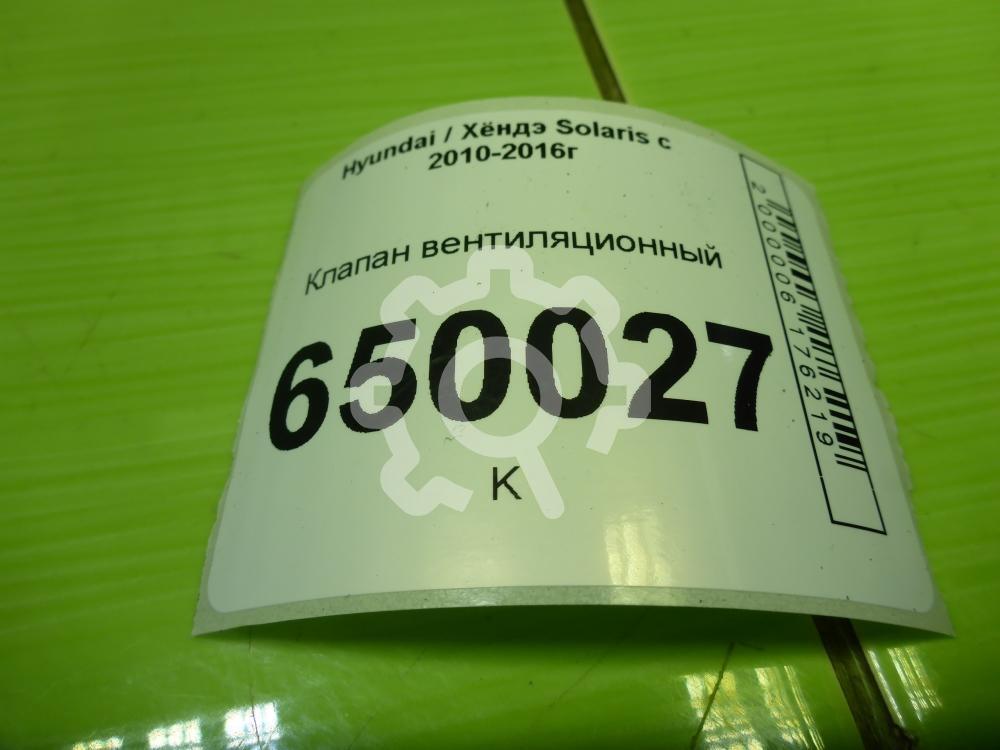 Hyundai / Хёндэ Solaris с
2010-2016г
Клапан вентиляционный
650027
К
2000006176219